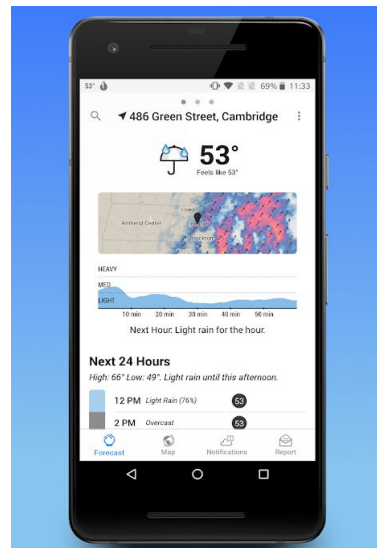 53°
69%
11:33
486 Green Street, Cambridge
53°
Feels like 53°
Amherst Center
Lowell
Brockton
HEAVY
MED
LIGHT
10 min 20 min 30 min 40 min 50 min
Next Hour: Light rain for the hour.
Next 24 Hours
High: 66° Low: 49°. Light rain until this afternoon.
12 PM Light Rain (76%) 53
2 PM Overcast 53
Forecast Map Notifications Report